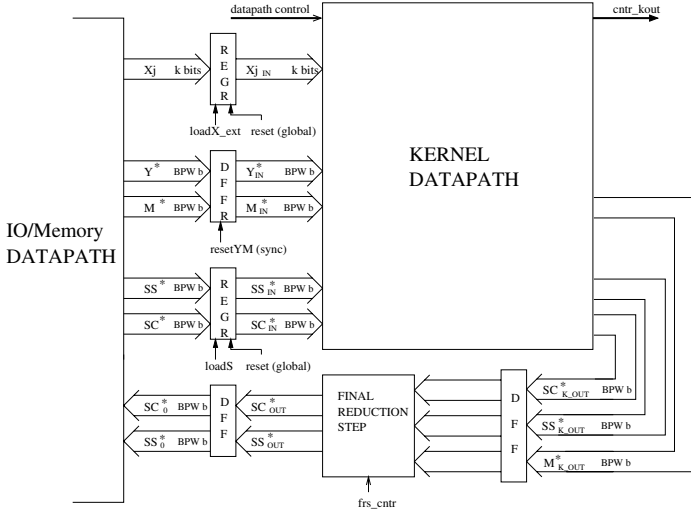 datapath control
cntr_kout
Xj k bits
R E G R
Xj IN k bits
loadX_ext reset (global)
KERNEL
DATAPATH
Y* BPW b
M* BPW b
D F F R
Y*IN BPW b
M*IN BPW b
resetYM (sync)
IO/Memory
DATAPATH
SS* BPW b
SC* BPW b
R E G R
SS*IN BPW b
SC*IN BPW b
loadS reset (global)
SC*0 BPW b
SS*0 BPW b
D F F
SC*OUT BPW b
SS*OUT BPW b
FINAL
REDUCTION
STEP
frs_cntr
D F F
SC*K_OUT BPW b
SS*K_OUT BPW b
M*K_OUT BPW b